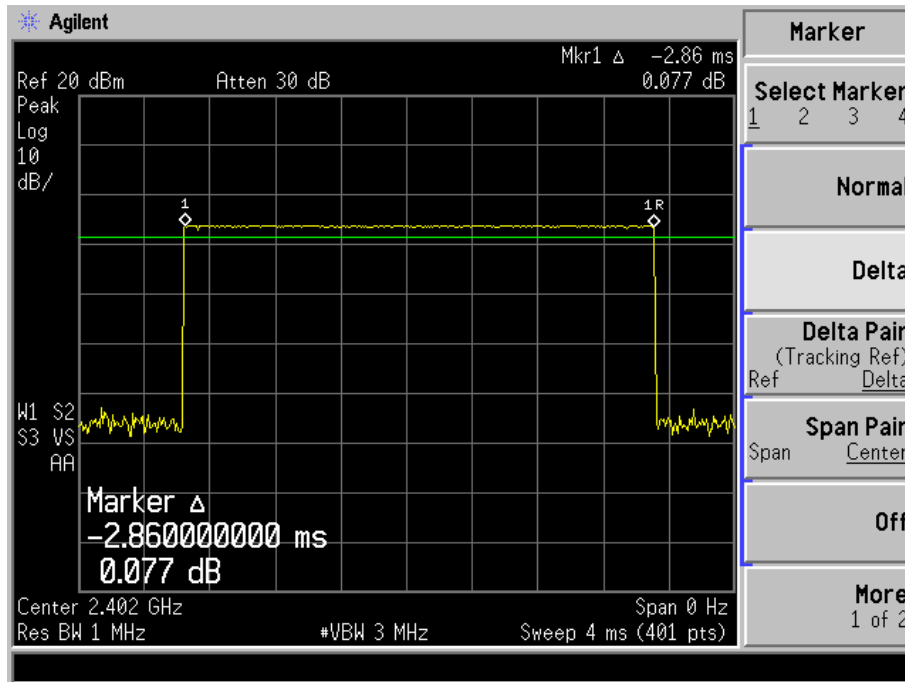 Agilent
Marker
Mkr1 Δ -2.86 ms
Ref 20 dBm Atten 30 dB 0.077 dB
Peak
Log
10
dB/
Select Marker
1 2 3 4
Normal
1 1R
Delta
Delta Pair
(Tracking Ref)
Ref Delta
W1 S2
S3 VS
AA
Span Pair
Span Center
Marker Δ
-2.860000000 ms
0.077 dB
Off
Center 2.402 GHz Span 0 Hz
Res BW 1 MHz #VBW 3 MHz Sweep 4 ms (401 pts)
More
1 of 2